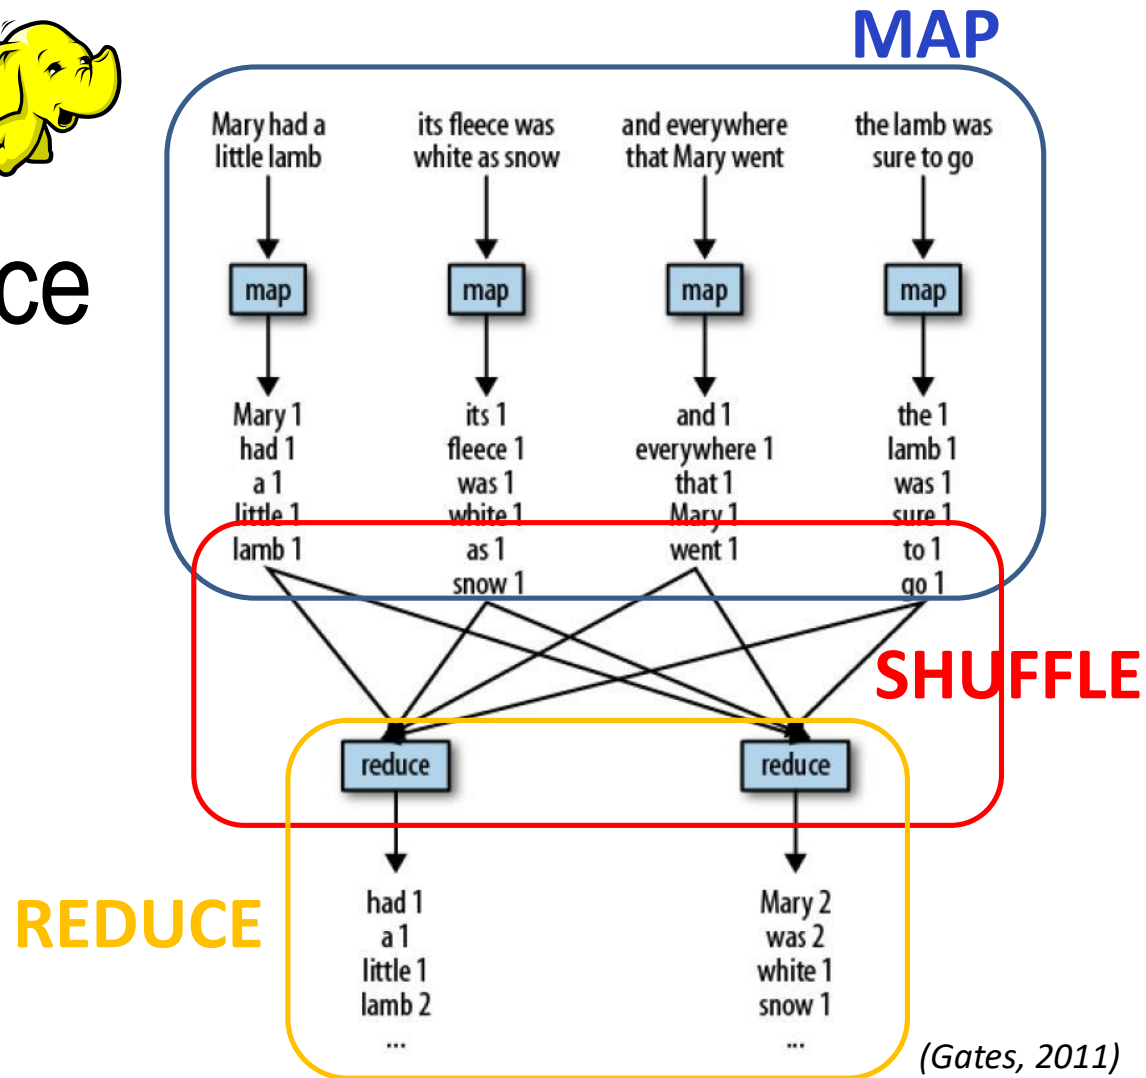 MAP
Mary had a
little lamb
its fleece was
white as snow
and everywhere
that Mary went
the lamb was
sure to go
ce
map
map
map
map
Mary 1
had 1
a 1
little 1
lamb 1
its 1
fleece 1
was 1
white 1
as 1
snow 1
and 1
everywhere 1
that 1
Mary 1
went 1
the 1
lamb 1
was 1
sure 1
to 1
go 1
SHUFFLE
reduce
reduce
REDUCE
had 1
a 1
little 1
lamb 2
...
Mary 2
was 2
white 1
snow 1
...
(Gates, 2011)